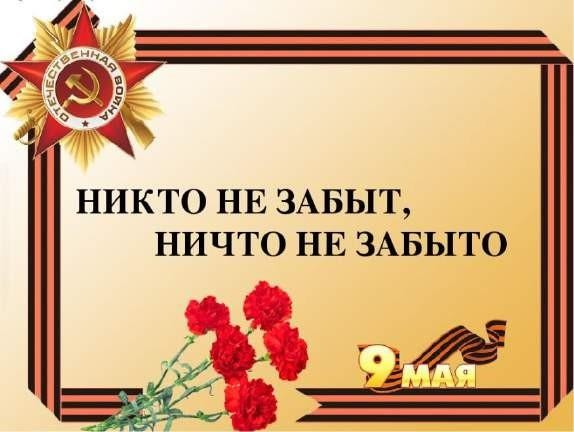 ОТЕЧЕСТВЕННАЯ ВОЙНА
НИКТО НЕ ЗАБЫТ,
НИЧТО НЕ ЗАБЫТО
9 МАЯ